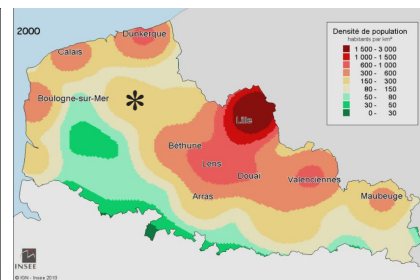 2000
Dunkerque
Calais
Boulogne-sur-Mer
*
Lille
Béthune
Lens
Douai
Valenciennes
Arras
Maubeuge
Densité de population
habitants par km²
1 500 - 3 000
1 000 - 1 500
600 - 1 000
300 - 600
150 - 300
80 - 150
50 - 80
30 - 50
0 - 30
INSEE
© IGN - Insee 2010